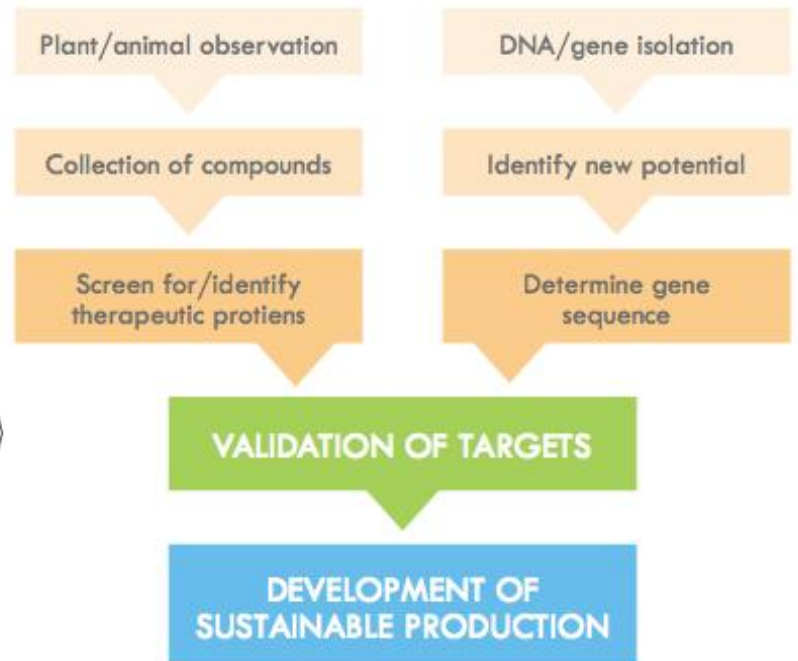 Plant/animal observation
DNA/gene isolation
Collection of compounds
Identify new potential
Screen for/identify
therapeutic protiens
Determine gene
sequence
VALIDATION OF TARGETS
DEVELOPMENT OF
SUSTAINABLE PRODUCTION